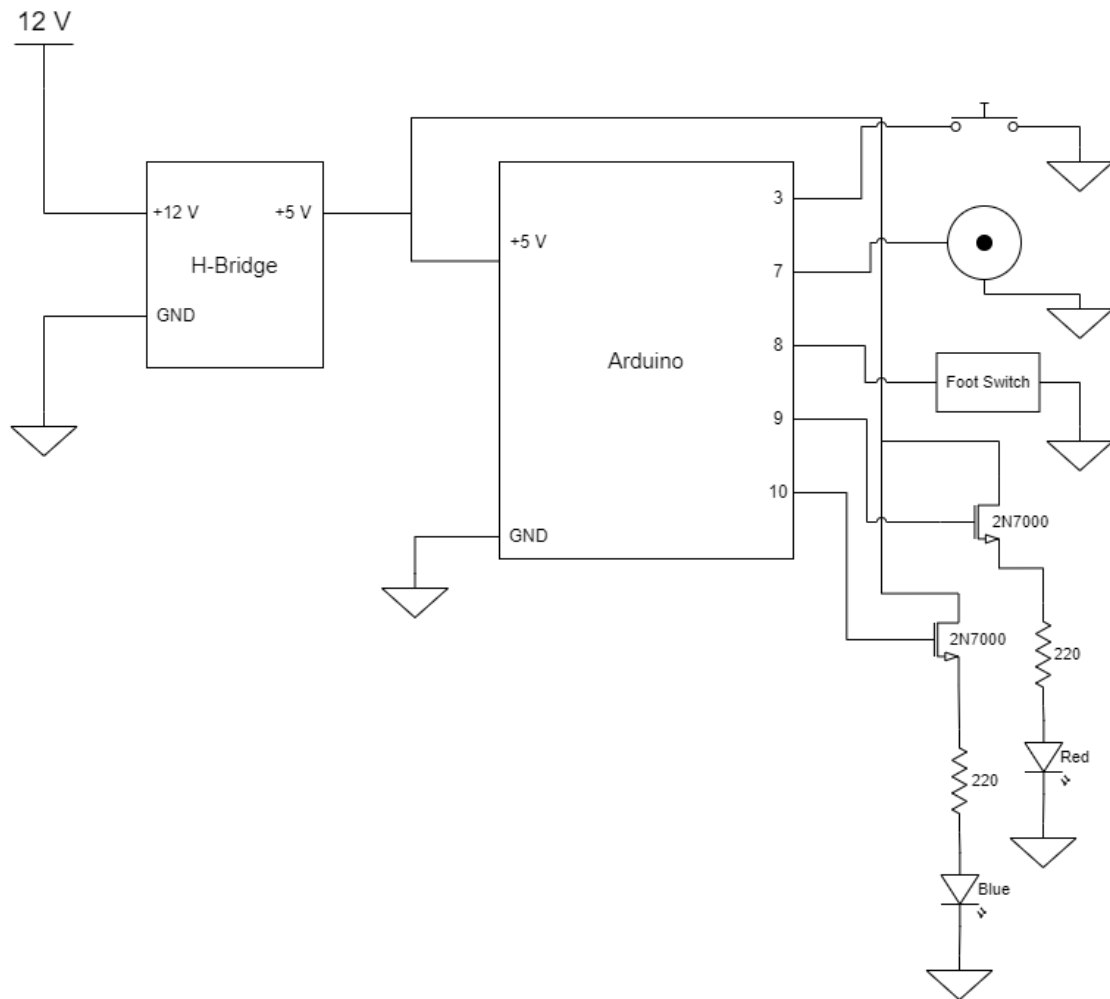 12 V
+12 V
+5 V
H-Bridge
GND
+5 V
Arduino
GND
3
7
8
9
10
Foot Switch
2N7000
2N7000
220
Red
220
Blue